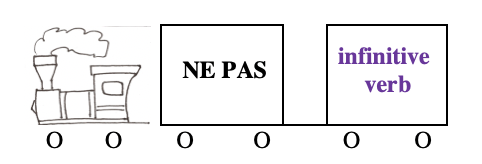 NE PAS
infinitive
verb
O O O O O O